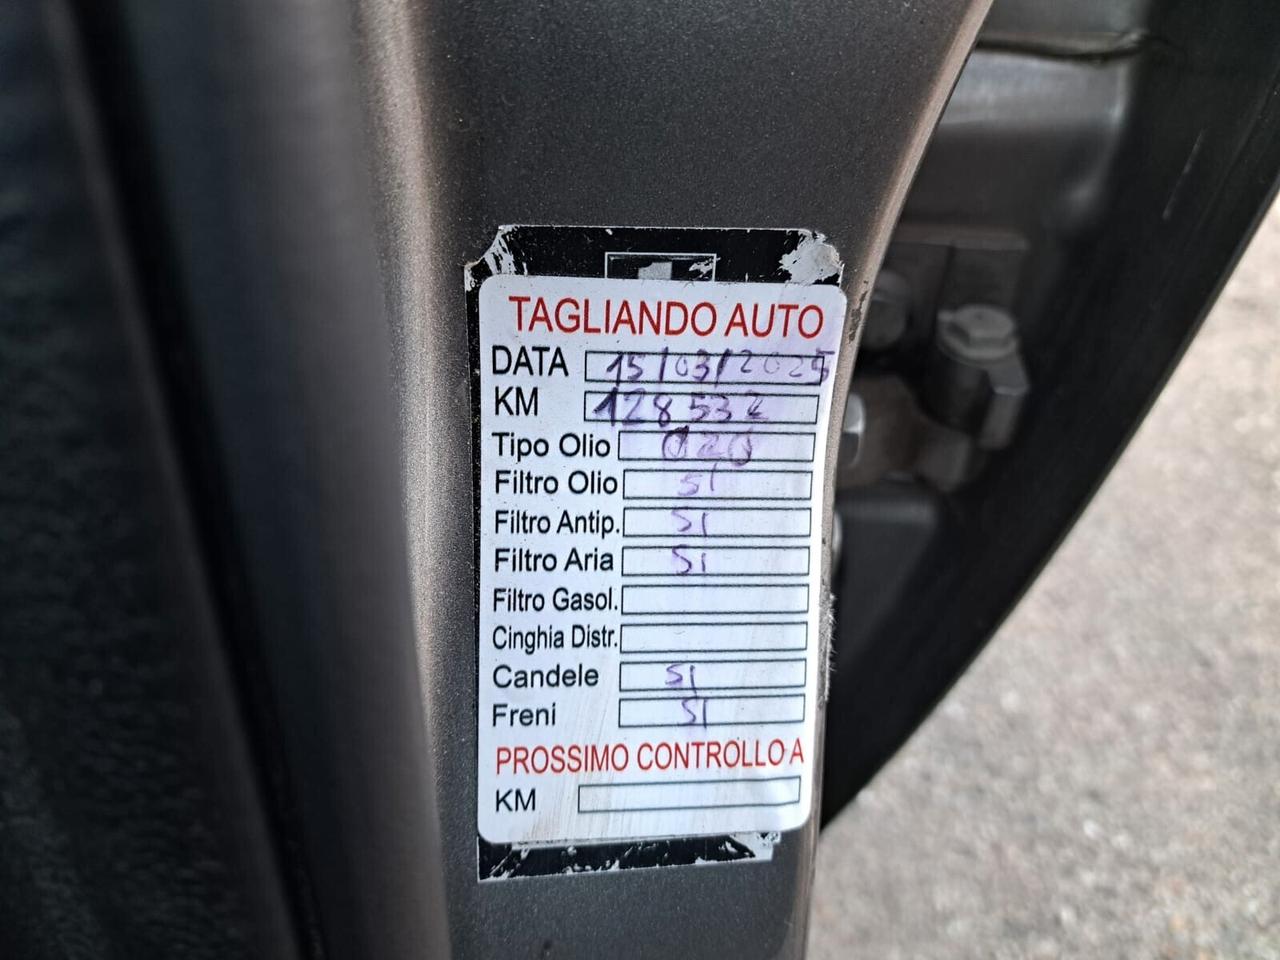 TAGLIANDO AUTO
DATA 15/03/2025
KM 128532
Tipo Olio 020
Filtro Olio SI
Filtro Antip. SI
Filtro Aria SI
Filtro Gasol.
Cinghia Distr.
Candele SI
Freni SI
PROSSIMO CONTROLLO A
KM